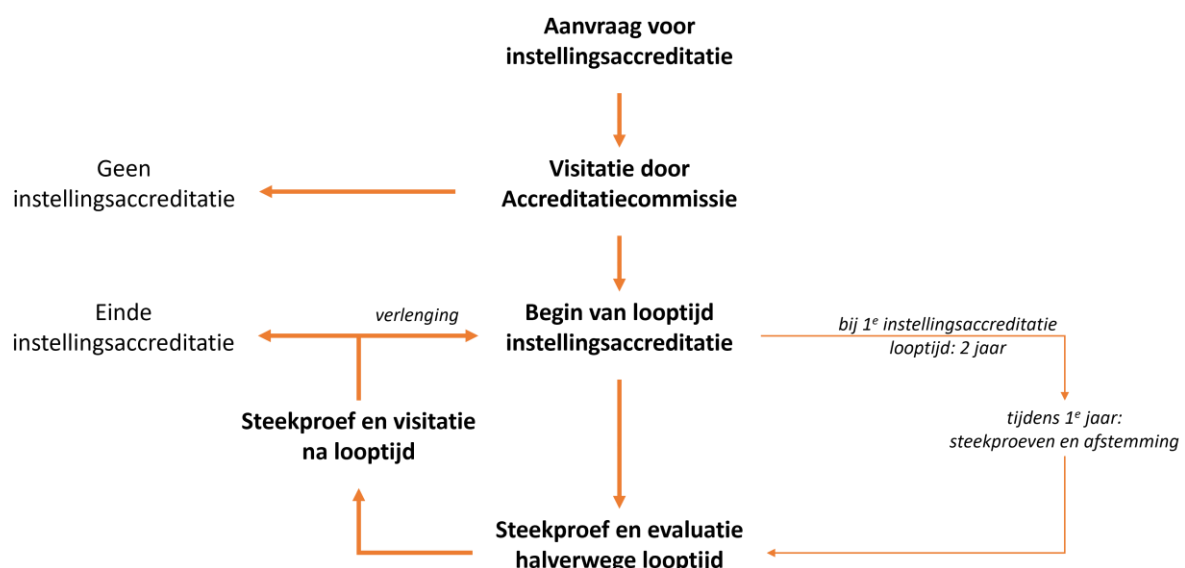 Aanvraag voor
instellingsaccreditatie
Geen
instellingsaccreditatie
Visitatie door
Accreditatiecommissie
Einde
instellingsaccreditatie
verlenging
Begin van looptijd
instellingsaccreditatie
bij 1e instellingsaccreditatie
looptijd: 2 jaar
Steekproef en visitatie
na looptijd
tijdens 1e jaar:
steekproeven en afstemming
Steekproef en evaluatie
halverwege looptijd